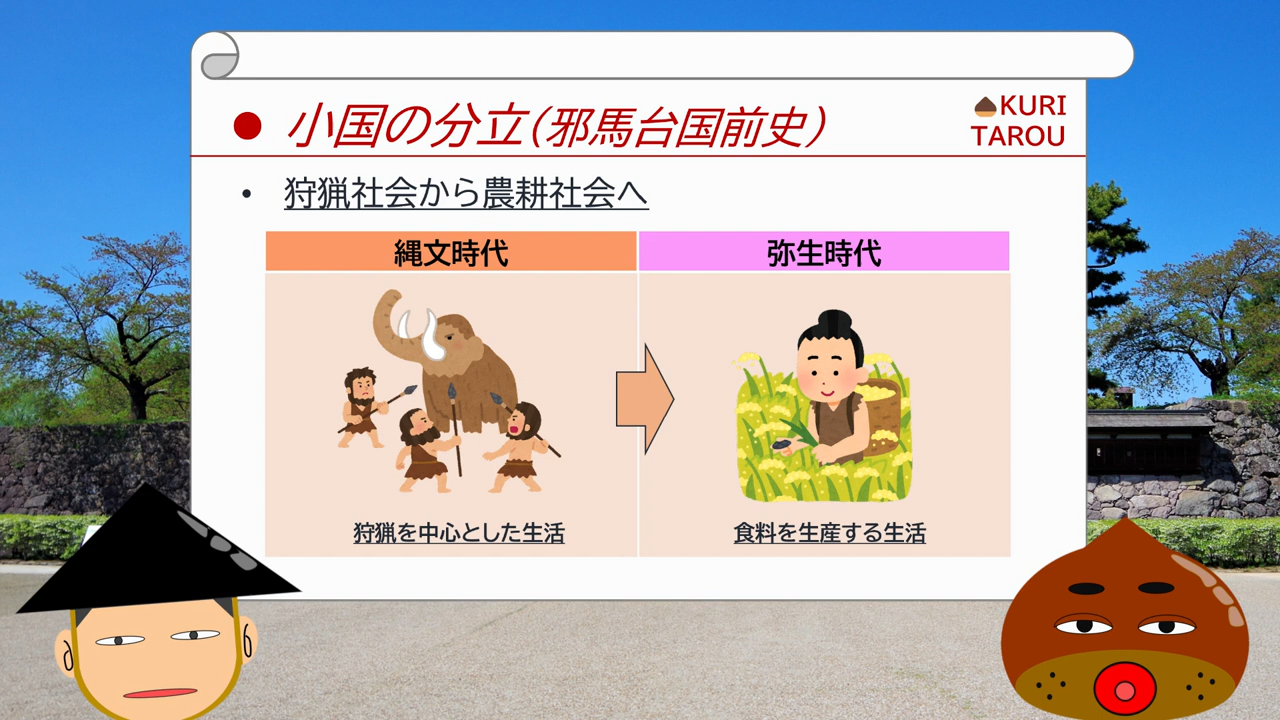 ● 小国の分立(邪馬台国前史)
KURI
TAROU
• 狩猟社会から農耕社会へ
縄文時代
弥生時代
狩猟を中心とした生活
食料を生産する生活